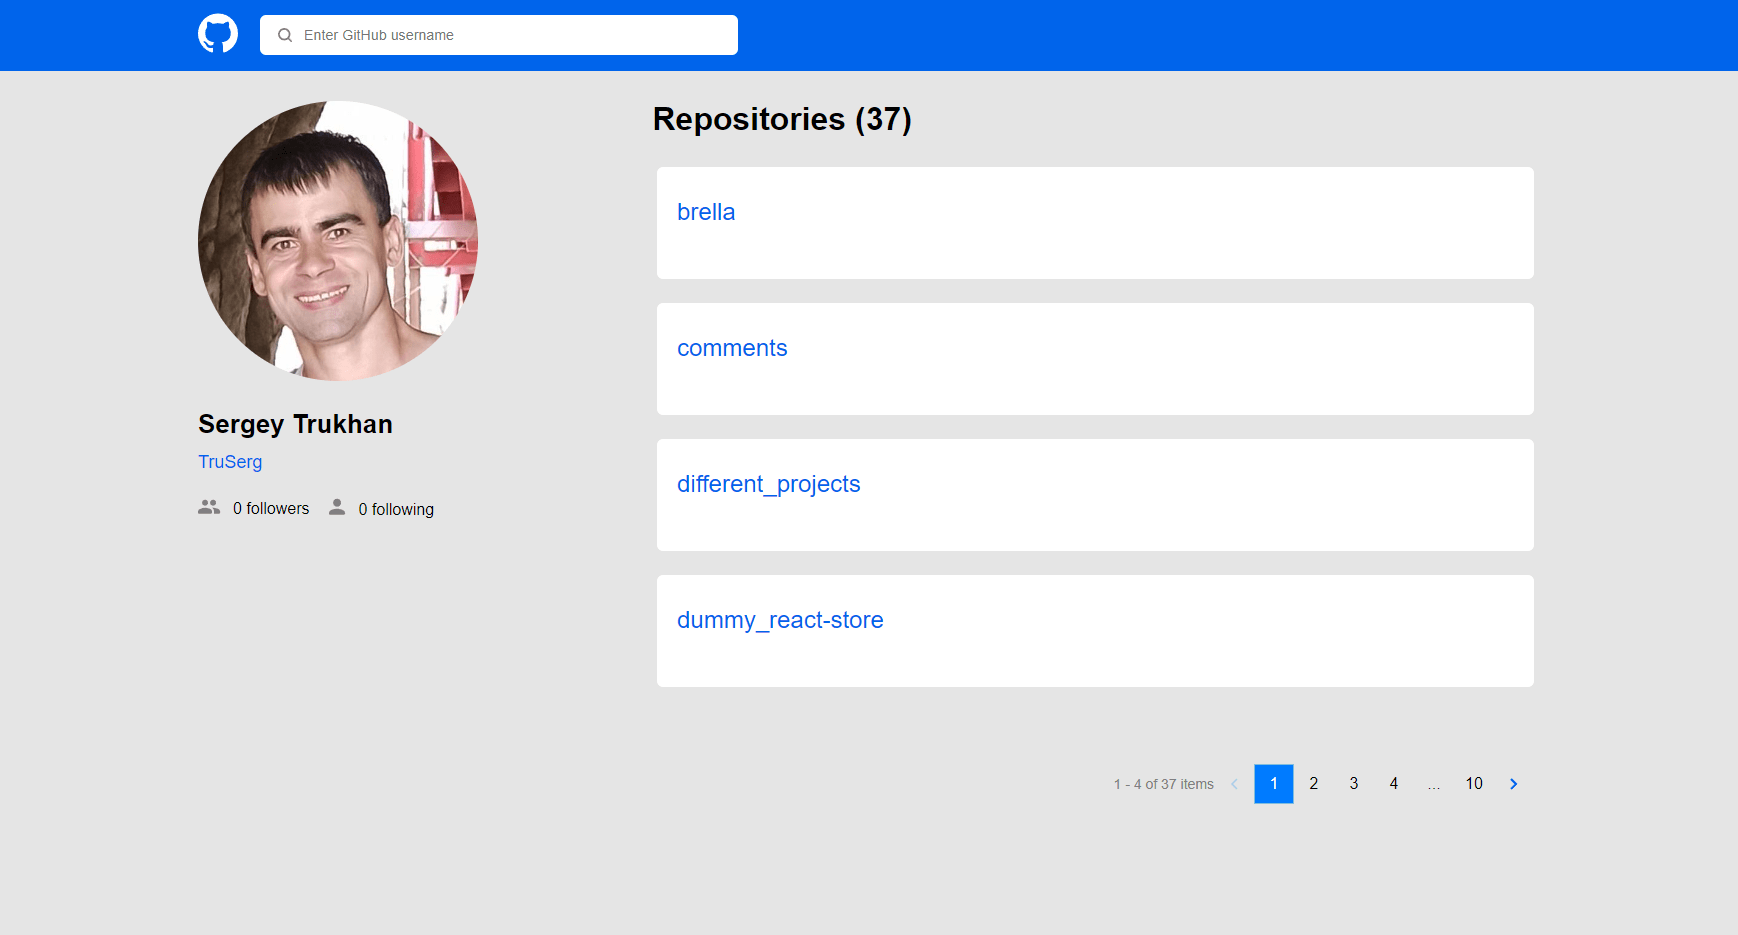 Enter GitHub username
Repositories (37)
brella
comments
different_projects
dummy_react-store
Sergey Trukhan
TruSerg
0 followers 0 following
1 - 4 of 37 items 1 2 3 4 ... 10